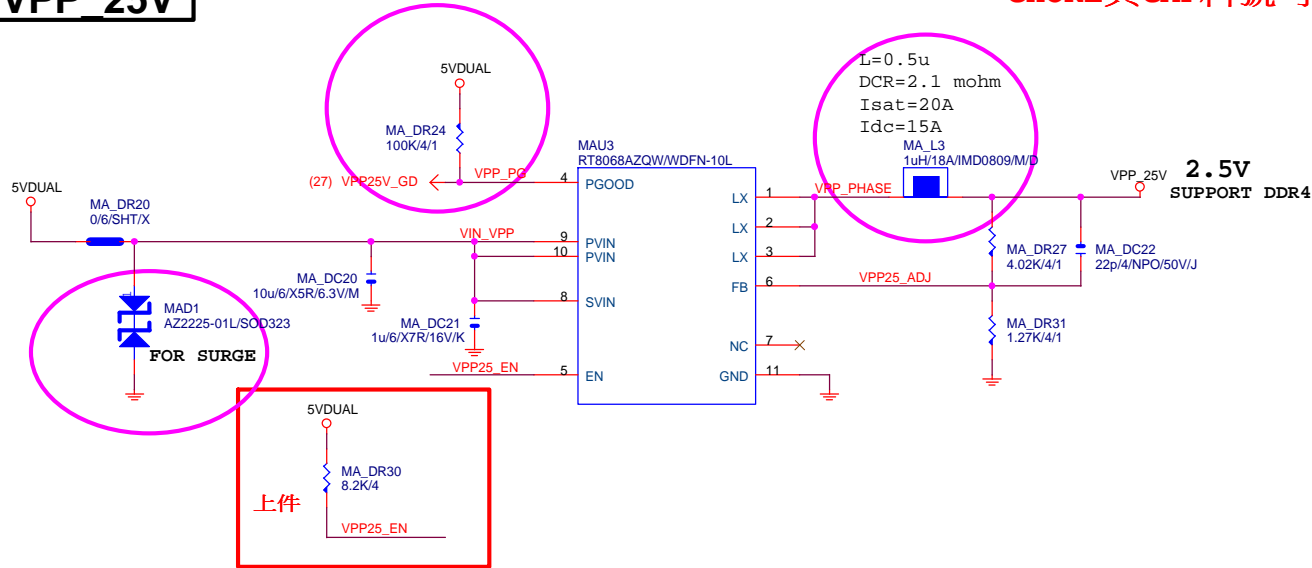 VPP_25V
5VDUAL
MA_DR24
100K/4/1
(27) VPP25V_GD
VPP_PG
5VDUAL
MA_DR20
0/6/SHT/X
VIN_VPP
MA_DC20
10u/6/X5R/6.3V/M
MA_DC21
1u/6/X7R/16V/K
MAD1
AZ2225-01L/SOD323
FOR SURGE
VPP25_EN
5VDUAL
MA_DR30
8.2K/4
上件
VPP25_EN
MAU3
RT8068AZQW/WDFN-10L
4 PGOOD
9 PVIN
10 PVIN
8 SVIN
5 EN
LX 1
LX 2
LX 3
FB 6
NC 7
GND 11
L=0.5u
DCR=2.1 mohm
Isat=20A
Idc=15A
MA_L3
1uH/18A/IMD0809/M/D
VPP_PHASE
VPP_25V
2.5V
SUPPORT DDR4
MA_DR27
4.02K/4/1
MA_DC22
22p/4/NPO/50V/J
VPP25_ADJ
MA_DR31
1.27K/4/1